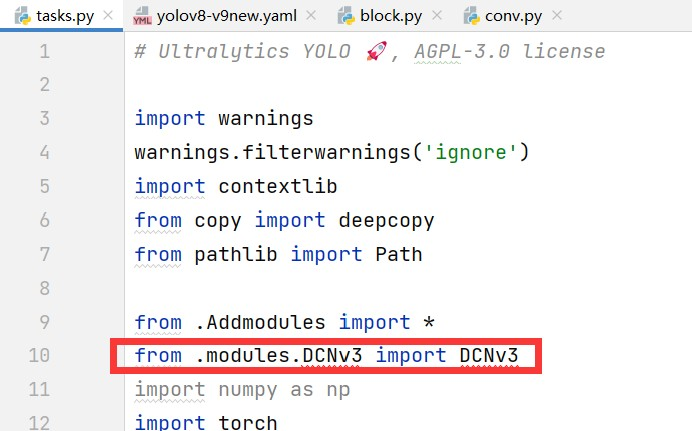 tasks.py × yolov8-v9new.yaml × block.py × conv.py ×
1 # Ultralytics YOLO 🚀, AGPL-3.0 license
2
3 import warnings
4 warnings.filterwarnings('ignore')
5 import contextlib
6 from copy import deepcopy
7 from pathlib import Path
8
9 from .Addmodules import *
10 from .modules.DCNv3 import DCNv3
11 import numpy as np
12 import torch